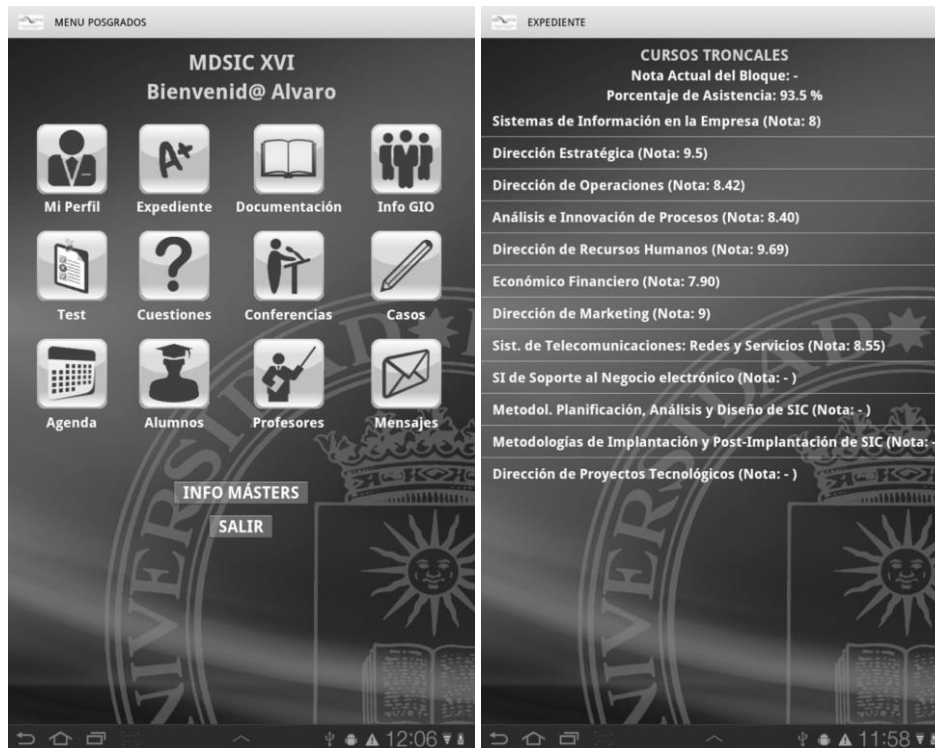 MENU POSGRADOS
MDSIC XVI
Bienvenid@ Alvaro
A+
Mi Perfil Expediente Documentación Info GIO
?
Test Cuestiones Conferencias Casos
Agenda Alumnos Profesores Mensajes
INFO MÁSTERS
SALIR
UNIVERSIDAD
12:06
EXPEDIENTE
CURSOS TRONCALES
Nota Actual del Bloque: -
Porcentaje de Asistencia: 93.5 %
Sistemas de Información en la Empresa (Nota: 8)
Dirección Estratégica (Nota: 9.5)
Dirección de Operaciones (Nota: 8.42)
Análisis e Innovación de Procesos (Nota: 8.40)
Dirección de Recursos Humanos (Nota: 9.69)
Económico Financiero (Nota: 7.90)
Dirección de Marketing (Nota: 9)
Sist. de Telecomunicaciones: Redes y Servicios (Nota: 8.55)
SI de Soporte al Negocio electrónico (Nota: - )
Metodol. Planificación, Análisis y Diseño de SIC (Nota: - )
Metodologías de Implantación y Post-Implantación de SIC (Nota: -
Dirección de Proyectos Tecnológicos (Nota: - )
UNIVERSIDAD
11:58